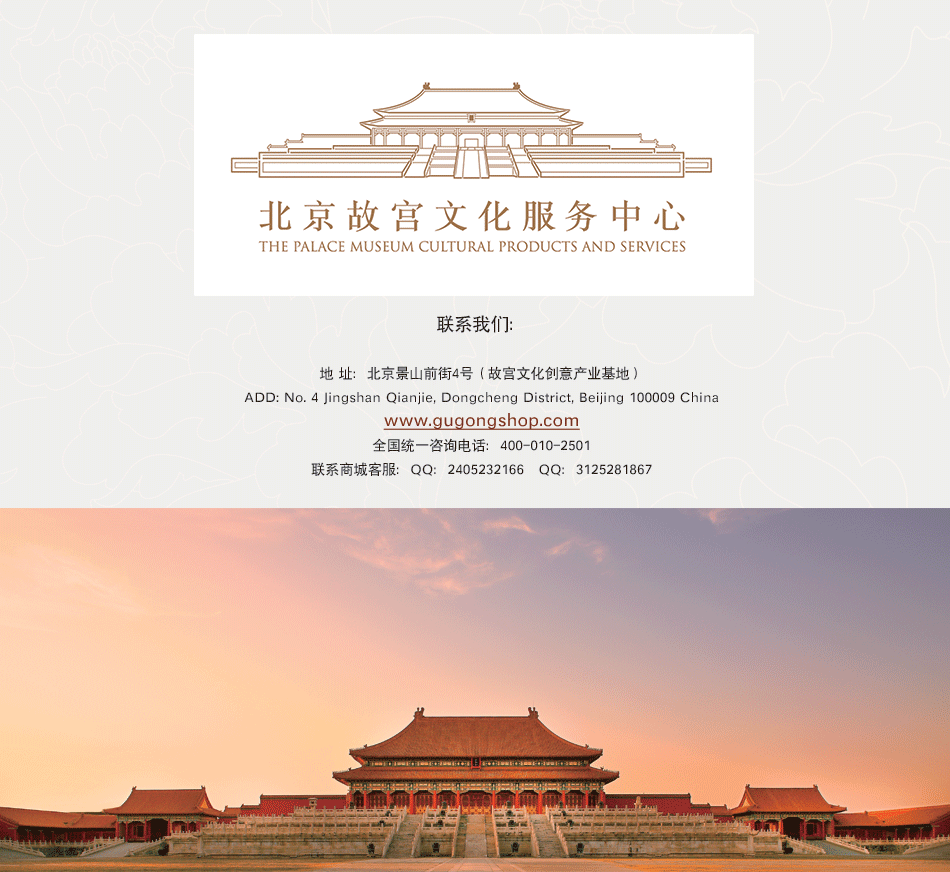 北京故宫文化服务中心
THE PALACE MUSEUM CULTURAL PRODUCTS AND SERVICES
联系我们:
地 址: 北京景山前街4号（故宫文化创意产业基地）
ADD: No. 4 Jingshan Qianjie, Dongcheng District, Beijing 100009 China
www.gugongshop.com
全国统一咨询电话: 400-010-2501
联系商城客服: QQ: 2405232166 QQ: 3125281867